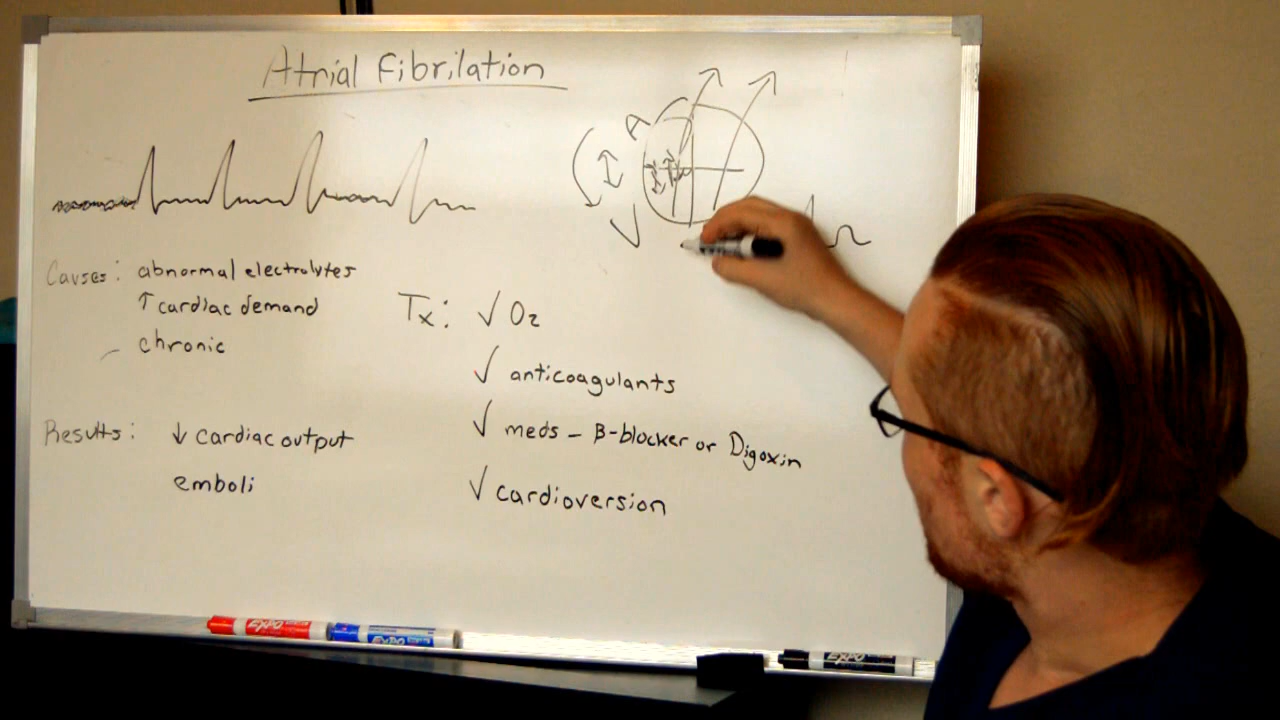 Atrial Fibrilation
A
V
Causes: abnormal electrolytes
↑ cardiac demand
chronic
Results: ↓ cardiac output
emboli
Tx: ✓ O2
✓ anticoagulants
✓ meds - B-blocker or Digoxin
✓ cardioversion
EXPO
EXPO
EXPO